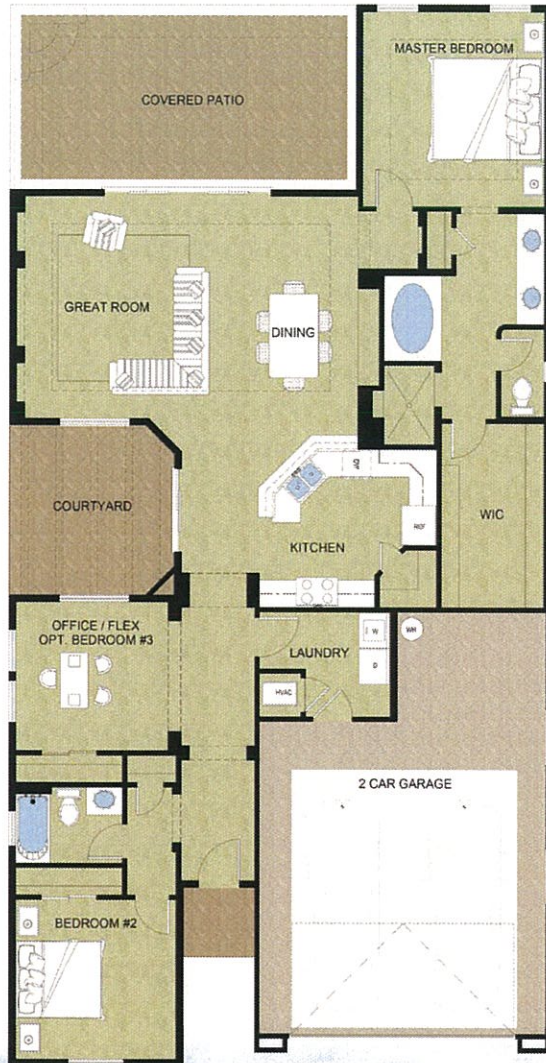 MASTER BEDROOM
COVERED PATIO
GREAT ROOM
DINING
COURTYARD
KITCHEN
REF
WIC
OFFICE / FLEX
OPT. BEDROOM #3
LAUNDRY
W
D
WH
HVAC
2 CAR GARAGE
BEDROOM #2